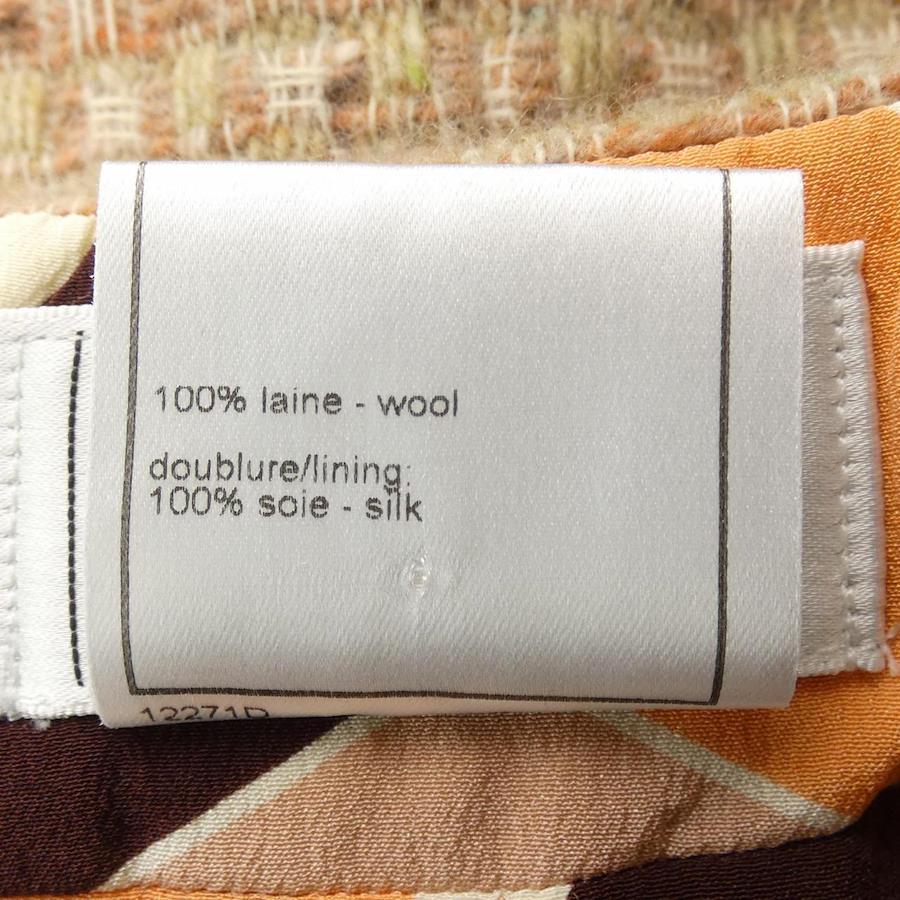 100% laine - wool
doublure/lining:
100% soie - silk
12271D